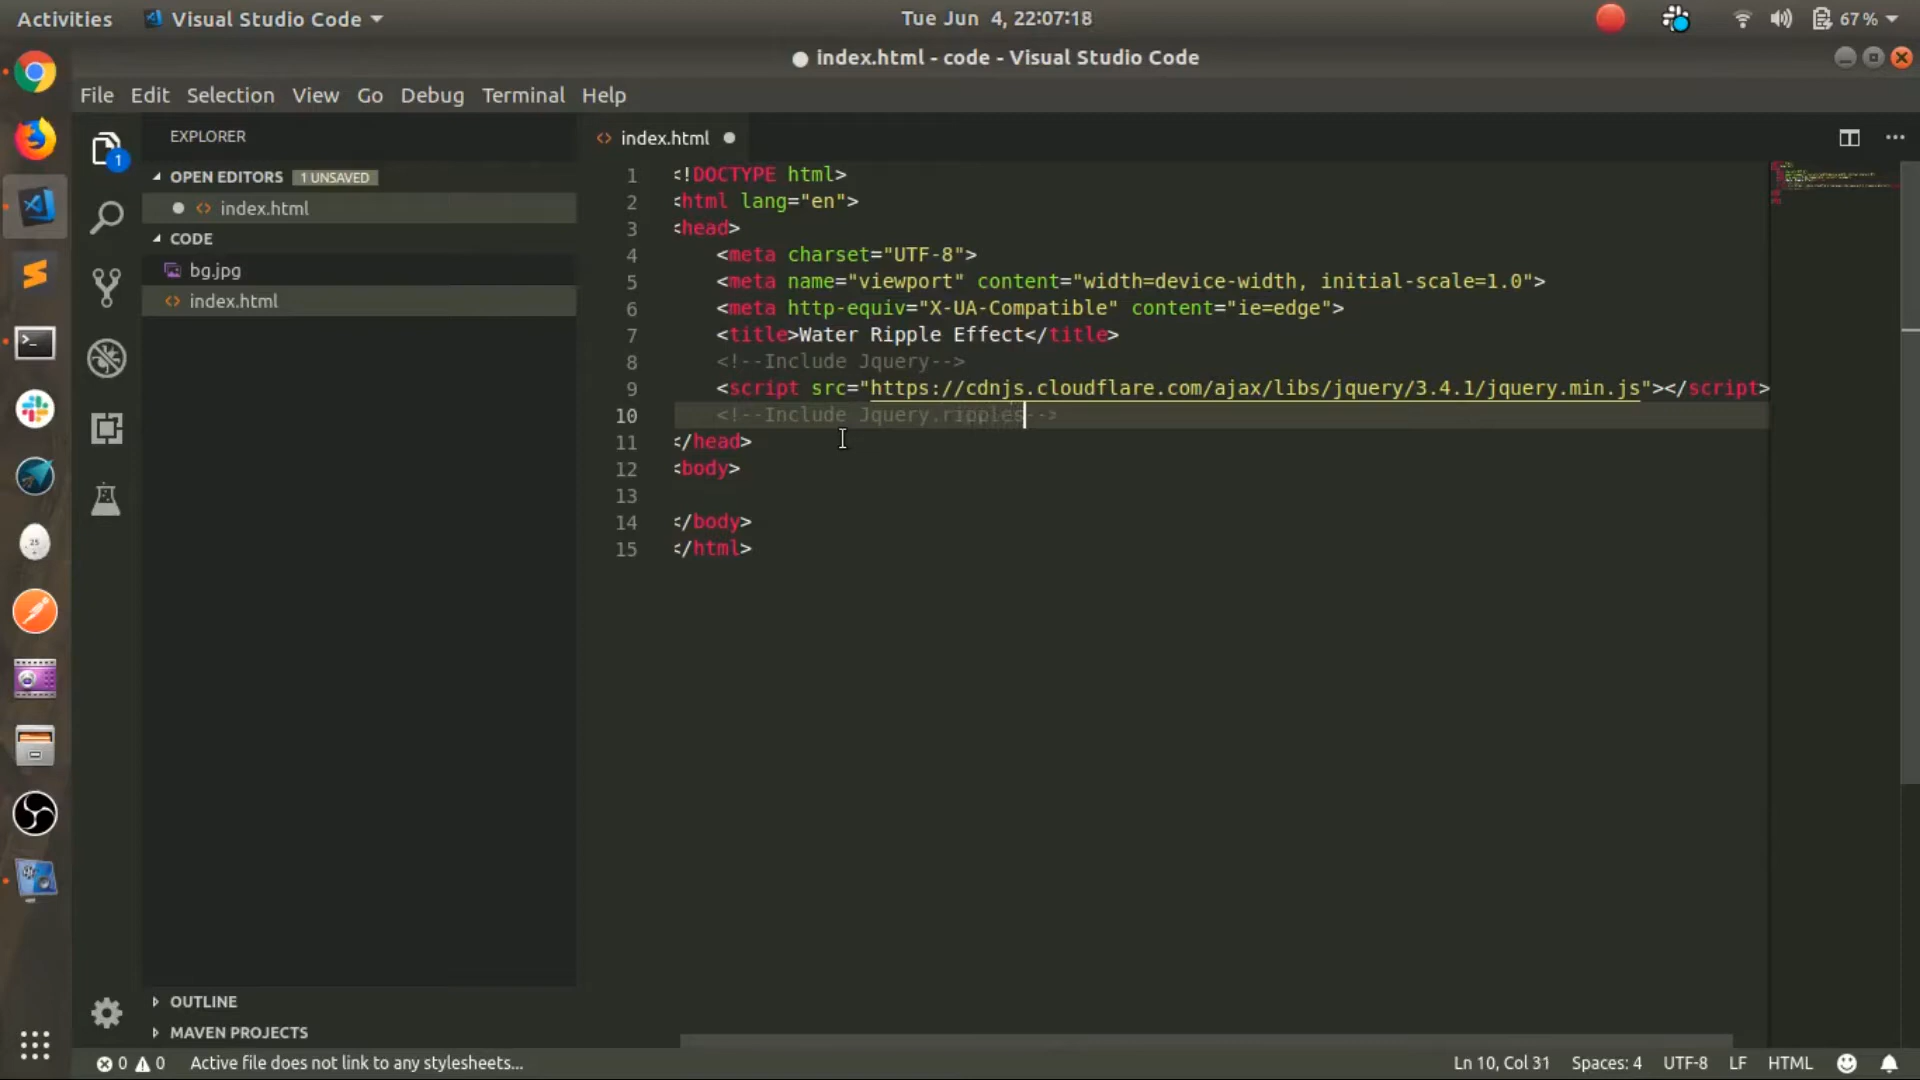 Activities
Visual Studio Code
Tue Jun 4, 22:07:18
67 %
index.html - code - Visual Studio Code
File Edit Selection View Go Debug Terminal Help
EXPLORER
OPEN EDITORS 1 UNSAVED
index.html
CODE
bg.jpg
index.html
OUTLINE
MAVEN PROJECTS
1
25
index.html
1 <!DOCTYPE html>
2 <html lang="en">
3 <head>
4 <meta charset="UTF-8">
5 <meta name="viewport" content="width=device-width, initial-scale=1.0">
6 <meta http-equiv="X-UA-Compatible" content="ie=edge">
7 <title>Water Ripple Effect</title>
8 <!--Include Jquery-->
9 <script src="https://cdnjs.cloudflare.com/ajax/libs/jquery/3.4.1/jquery.min.js"></script>
10 <!--Include Jquery.ripples-->
11 </head>
12 <body>
13
14 </body>
15 </html>
0 0 Active file does not link to any stylesheets...
Ln 10, Col 31 Spaces: 4 UTF-8 LF HTML